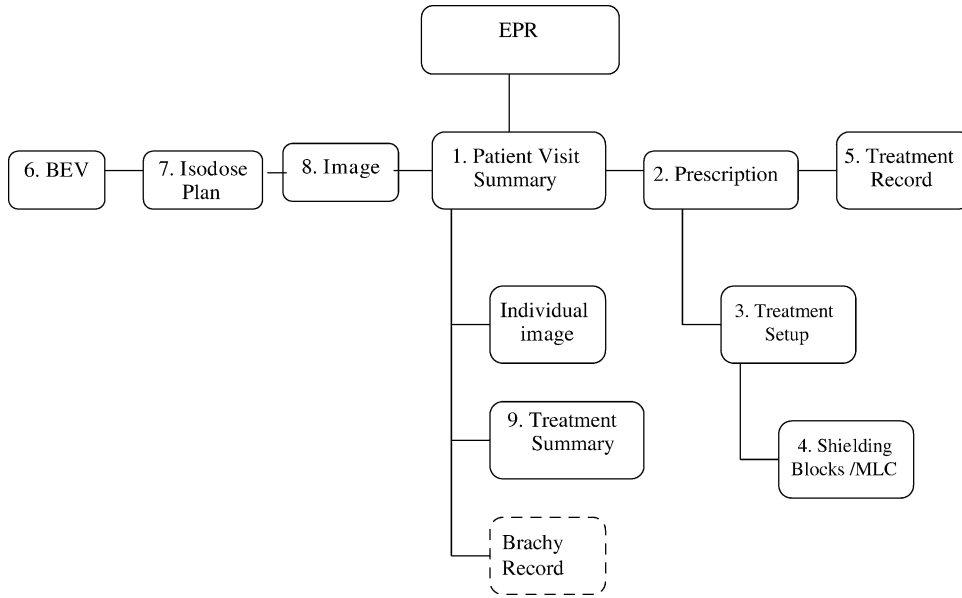 EPR
6. BEV
7. Isodose
Plan
8. Image
1. Patient Visit
Summary
2. Prescription
5. Treatment
Record
Individual
image
3. Treatment
Setup
9. Treatment
Summary
4. Shielding
Blocks /MLC
Brachy
Record